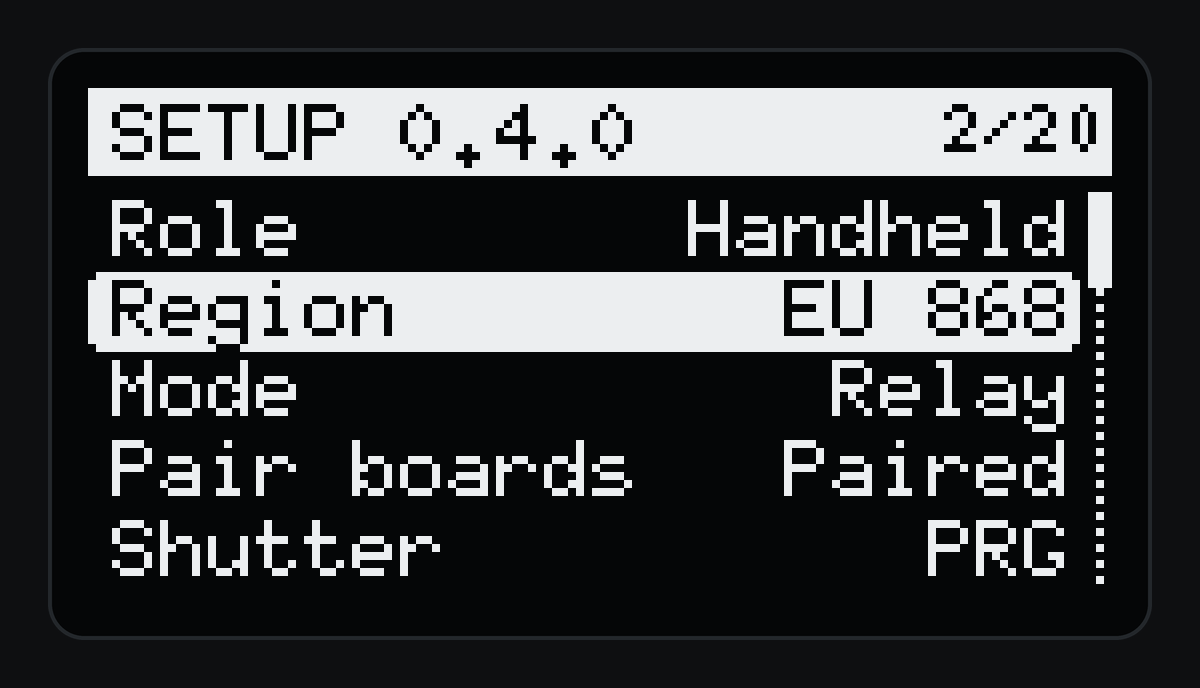 SETUP 0.4.0 2/20
Role Handheld
Region EU 868
Mode Relay
Pair boards Paired
Shutter PRG